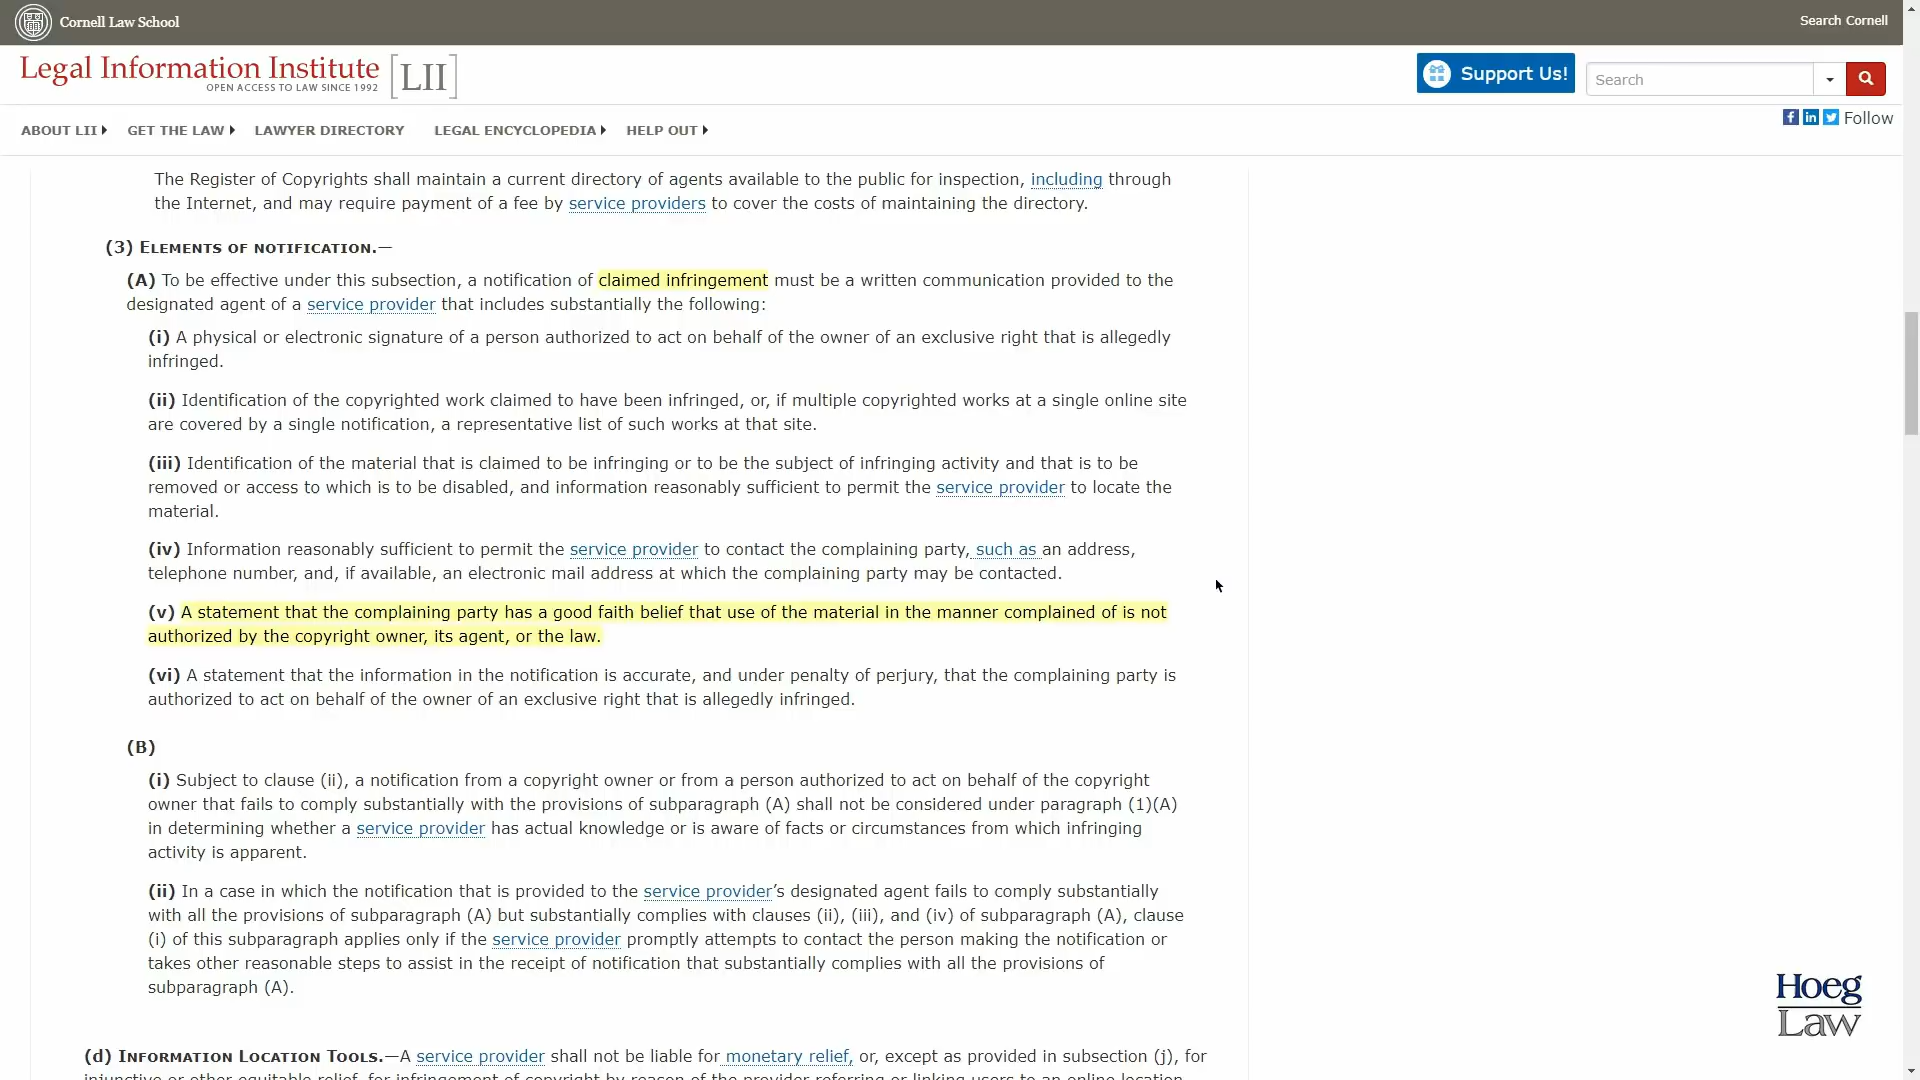 Cornell Law School
Search Cornell
Legal Information Institute [LII]
OPEN ACCESS TO LAW SINCE 1992
Support Us!
Search
ABOUT LII GET THE LAW LAWYER DIRECTORY LEGAL ENCYCLOPEDIA HELP OUT
Follow
The Register of Copyrights shall maintain a current directory of agents available to the public for inspection, including through
the Internet, and may require payment of a fee by service providers to cover the costs of maintaining the directory.
(3) ELEMENTS OF NOTIFICATION.—
(A) To be effective under this subsection, a notification of claimed infringement must be a written communication provided to the
designated agent of a service provider that includes substantially the following:
(i) A physical or electronic signature of a person authorized to act on behalf of the owner of an exclusive right that is allegedly
infringed.
(ii) Identification of the copyrighted work claimed to have been infringed, or, if multiple copyrighted works at a single online site
are covered by a single notification, a representative list of such works at that site.
(iii) Identification of the material that is claimed to be infringing or to be the subject of infringing activity and that is to be
removed or access to which is to be disabled, and information reasonably sufficient to permit the service provider to locate the
material.
(iv) Information reasonably sufficient to permit the service provider to contact the complaining party, such as an address,
telephone number, and, if available, an electronic mail address at which the complaining party may be contacted.
(v) A statement that the complaining party has a good faith belief that use of the material in the manner complained of is not
authorized by the copyright owner, its agent, or the law.
(vi) A statement that the information in the notification is accurate, and under penalty of perjury, that the complaining party is
authorized to act on behalf of the owner of an exclusive right that is allegedly infringed.
(B)
(i) Subject to clause (ii), a notification from a copyright owner or from a person authorized to act on behalf of the copyright
owner that fails to comply substantially with the provisions of subparagraph (A) shall not be considered under paragraph (1)(A)
in determining whether a service provider has actual knowledge or is aware of facts or circumstances from which infringing
activity is apparent.
(ii) In a case in which the notification that is provided to the service provider’s designated agent fails to comply substantially
with all the provisions of subparagraph (A) but substantially complies with clauses (ii), (iii), and (iv) of subparagraph (A), clause
(i) of this subparagraph applies only if the service provider promptly attempts to contact the person making the notification or
takes other reasonable steps to assist in the receipt of notification that substantially complies with all the provisions of
subparagraph (A).
Hoeg
Law
(d) INFORMATION LOCATION TOOLS.—A service provider shall not be liable for monetary relief, or, except as provided in subsection (j), for
injunctive or other equitable relief, for infringement of copyright by reason of the provider referring or linking users to an online location